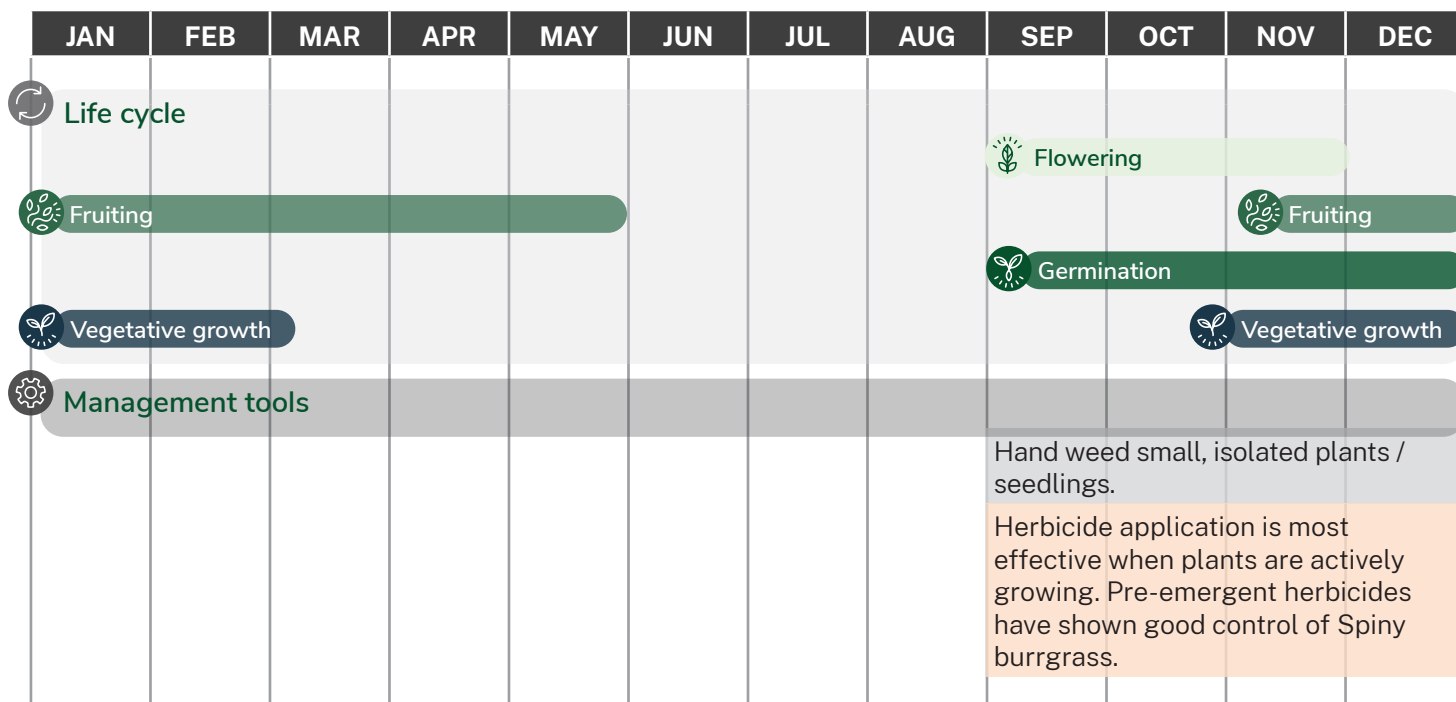 JAN FEB MAR APR MAY JUN JUL AUG SEP OCT NOV DEC
Life cycle
Flowering
Fruiting Fruiting
Germination
Vegetative growth Vegetative growth
Management tools
Hand weed small, isolated plants /
seedlings.
Herbicide application is most
effective when plants are actively
growing. Pre-emergent herbicides
have shown good control of Spiny
burrgrass.